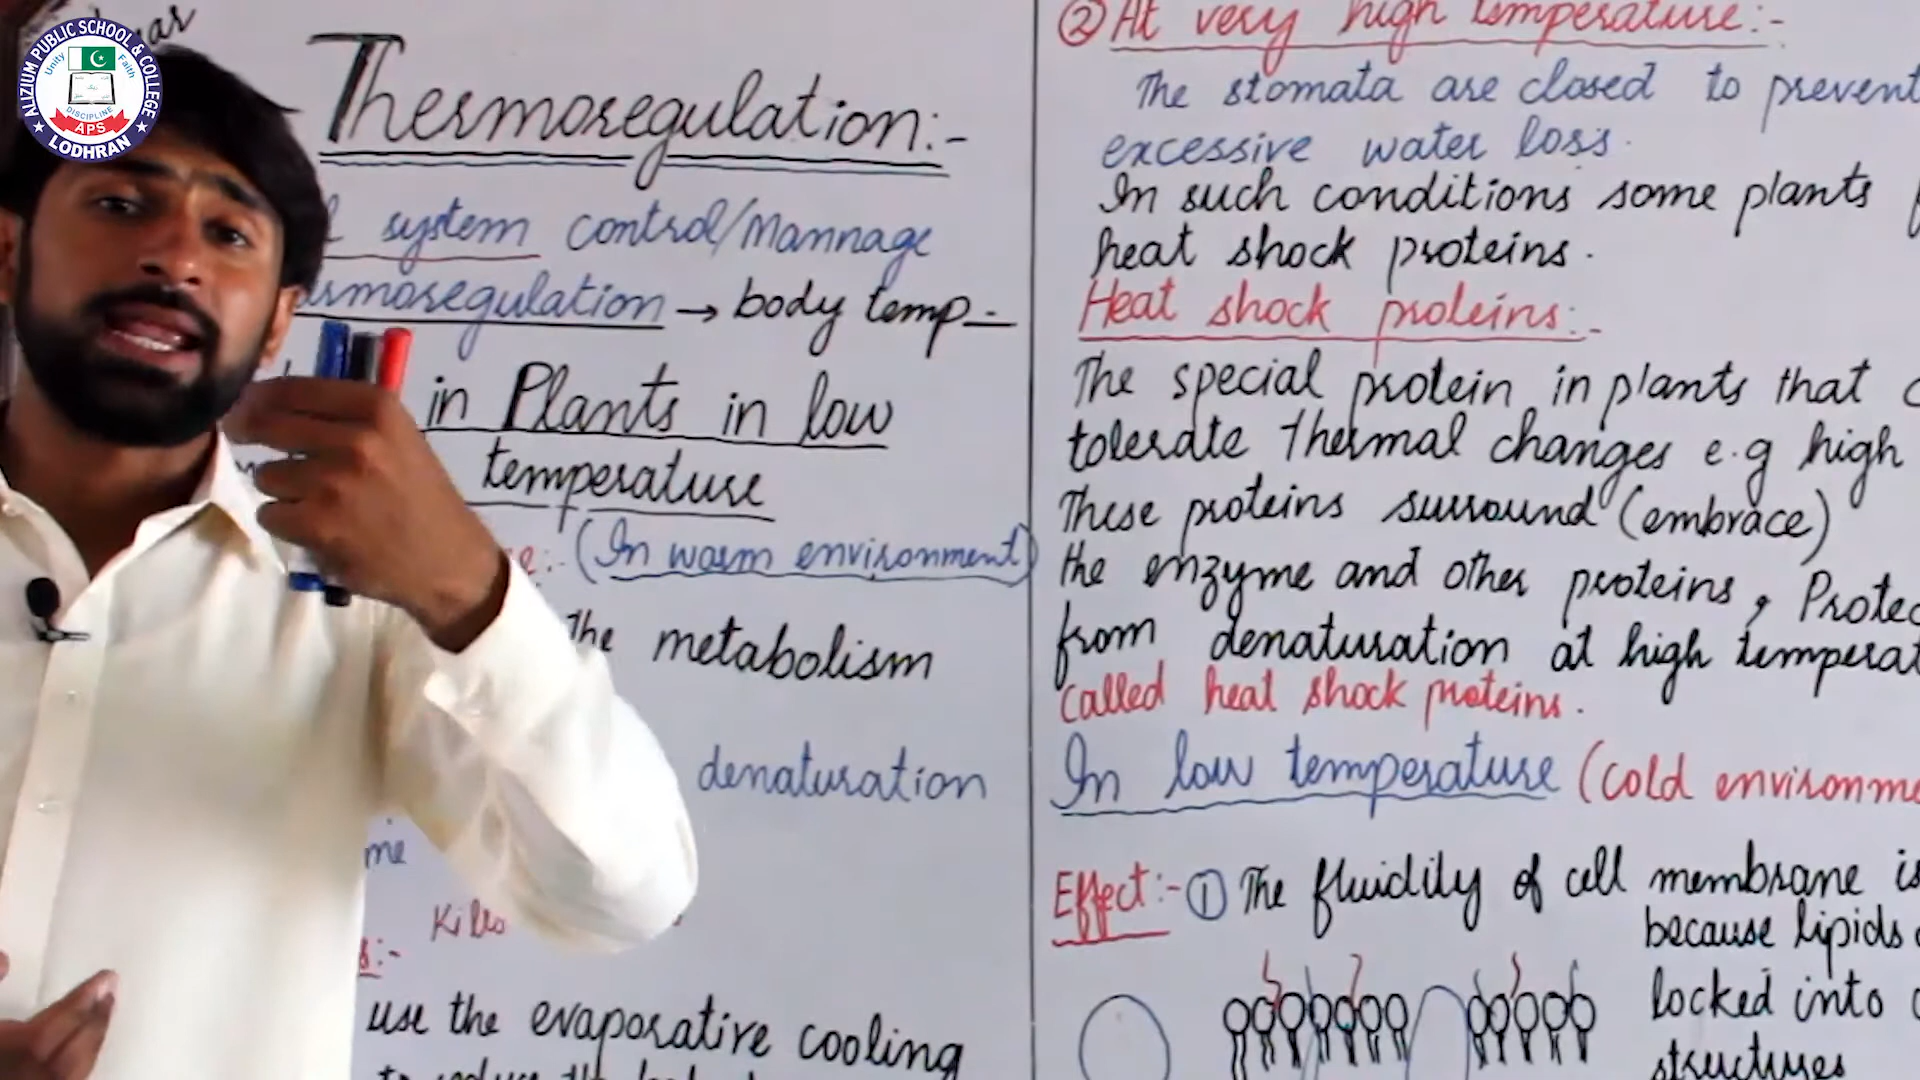 ALIZIUM PUBLIC SCHOOL & COLLEGE
Unity
Faith
DISCIPLINE
APS
LODHRAN
Thermoregulation:-
system control/Mannage
→ body temp -
in Plants in low
temperature
(In warm environment)
the metabolism
denaturation
use the evaporative cooling
② At very high temperature:-
The stomata are closed to prevent
excessive water loss.
In such conditions some plants
heat shock proteins.
Heat shock proteins:-
The special protein in plants that
tolerate thermal changes e.g high
These proteins surround (embrace)
the enzyme and other proteins, Protec
from denaturation at high temperat
called heat shock proteins.
In low temperature (cold environme
Effect:- ① The fluidily of cell membrane is
because lipids
locked into
structures